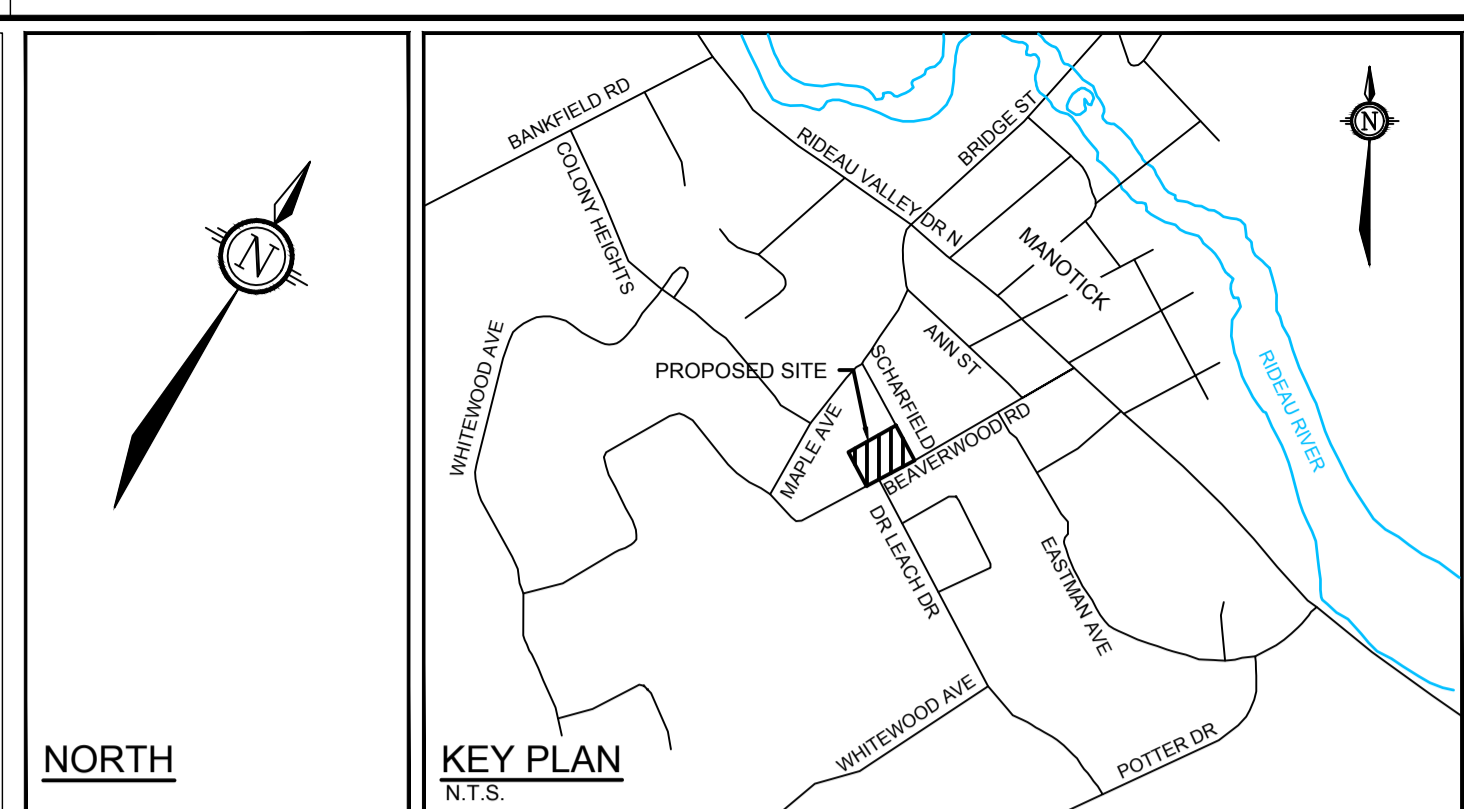 N
NORTH
BANKFIELD RD
COLONY HEIGHTS
RIDEAU VALLEY DR N
BRIDGE ST
N
MANOTICK
WHITEWOOD AVE
PROPOSED SITE
SCHARFIELD
ANN ST
MAPLE AVE
BEAVERWOOD RD
RIDEAU RIVER
DR LEACH DR
EASTMAN AVE
WHITEWOOD AVE
POTTER DR
KEY PLAN
N.T.S.